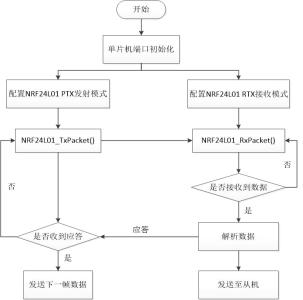 开始
单片机端口初始化
配置NRF24L01 PTX发射模式
配置NRF24L01 RTX接收模式
NRF24L01_TxPacket()
NRF24L01_RxPacket()
否
否
是否接收到数据
是
应答
是否收到应答
解析数据
是
发送下一帧数据
发送至从机